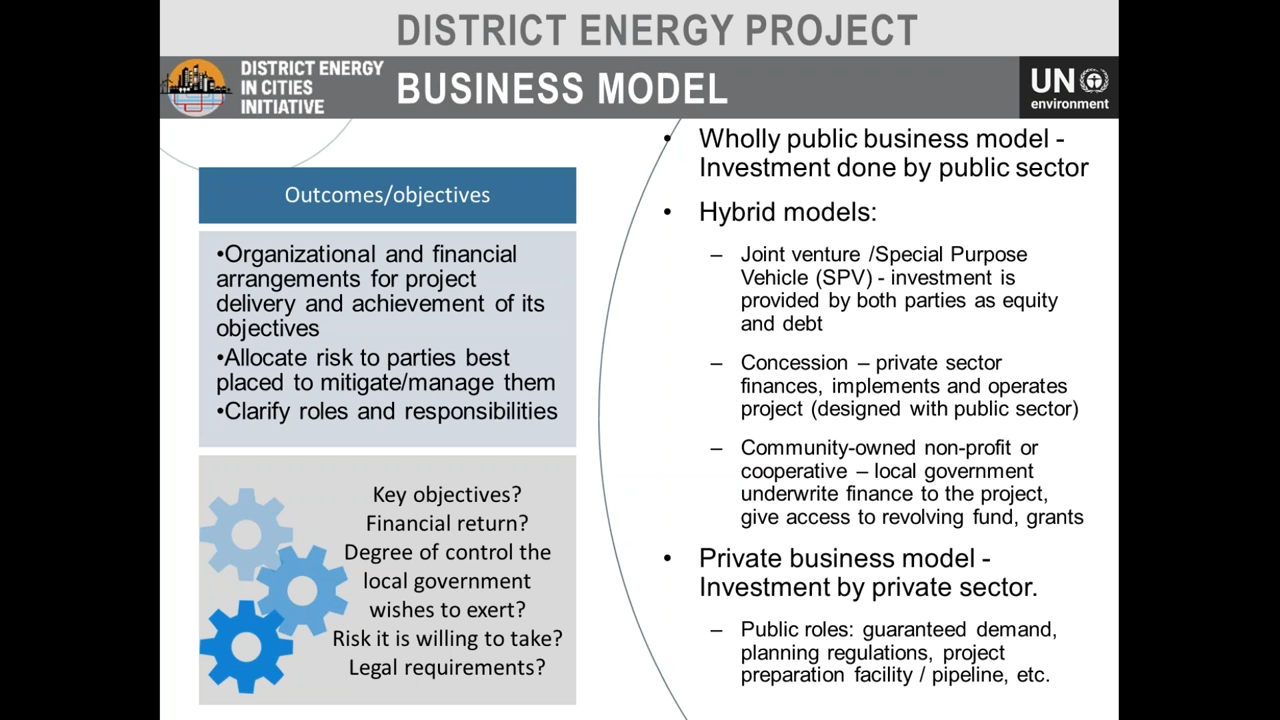 DISTRICT ENERGY PROJECT
DISTRICT ENERGY
IN CITIES
INITIATIVE
BUSINESS MODEL
UN
environment
Outcomes/objectives
•Organizational and financial
arrangements for project
delivery and achievement of its
objectives
•Allocate risk to parties best
placed to mitigate/manage them
•Clarify roles and responsibilities
Key objectives?
Financial return?
Degree of control the
local government
wishes to exert?
Risk it is willing to take?
Legal requirements?
• Wholly public business model -
Investment done by public sector
• Hybrid models:
– Joint venture /Special Purpose
Vehicle (SPV) - investment is
provided by both parties as equity
and debt
– Concession – private sector
finances, implements and operates
project (designed with public sector)
– Community-owned non-profit or
cooperative – local government
underwrite finance to the project,
give access to revolving fund, grants
• Private business model -
Investment by private sector.
– Public roles: guaranteed demand,
planning regulations, project
preparation facility / pipeline, etc.